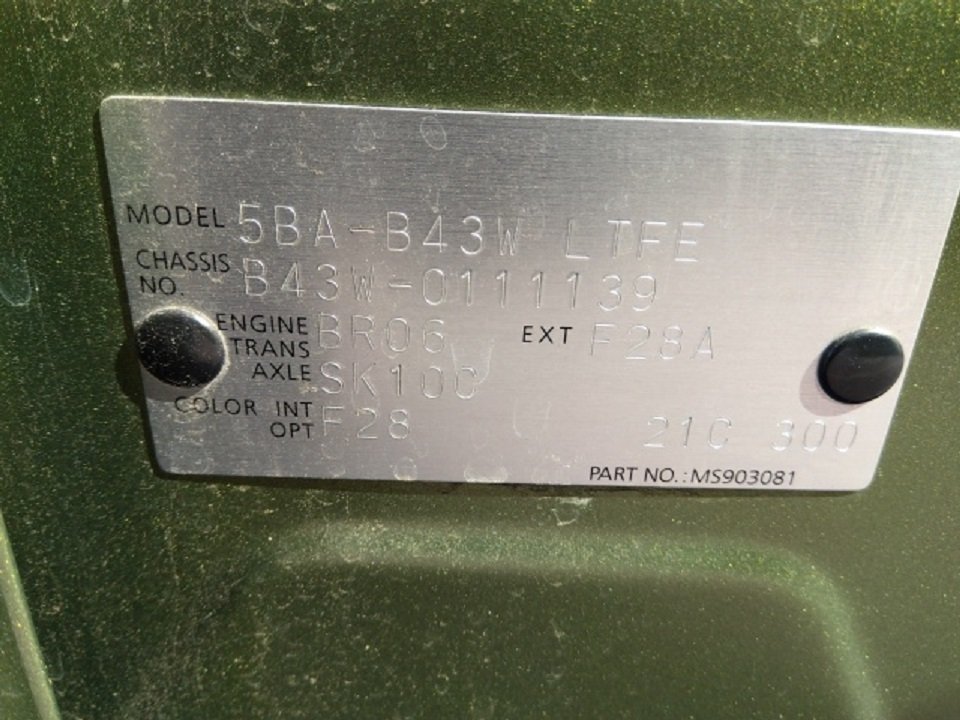 MODEL 5BA-B43W LTFE
CHASSIS NO. B43W-0111139
ENGINE BR06 EXT F28A
TRANS AXLE SK10C
COLOR INT OPT F28 21C 300
PART NO.:MS903081